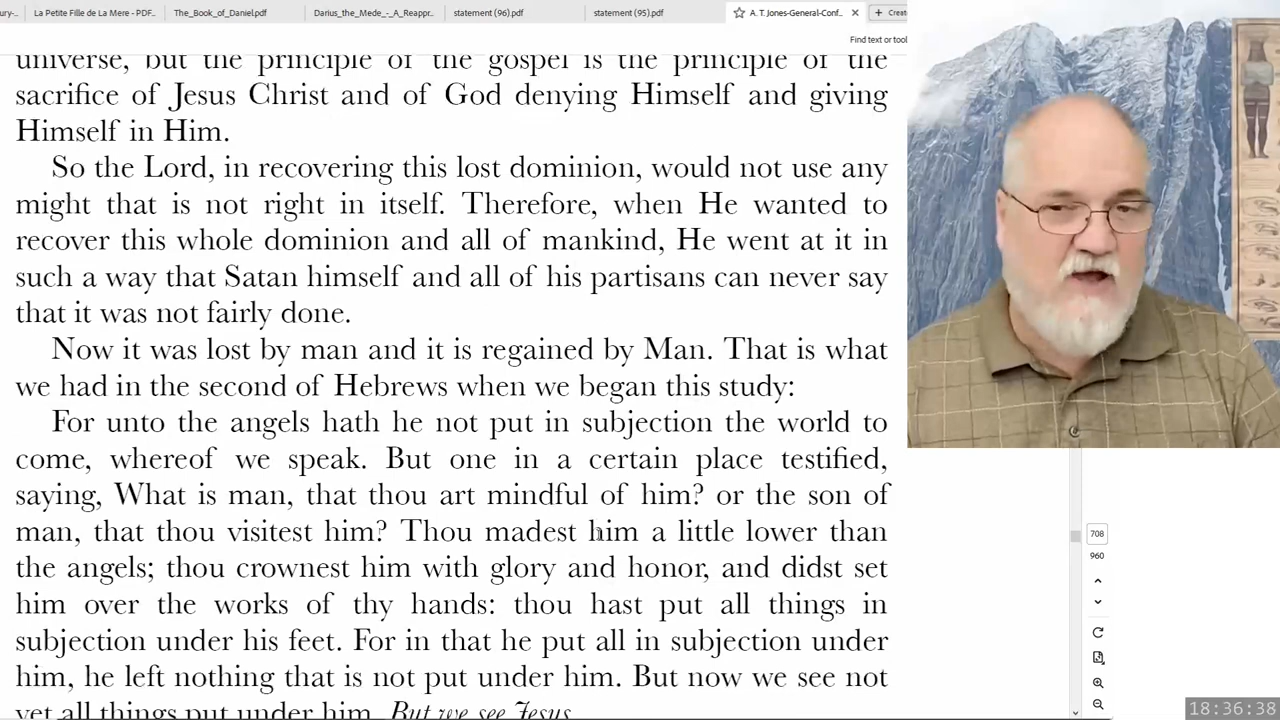 ury-...
La Petite Fille de La Mere - PDF...
The_Book_of_Daniel.pdf
Darius_the_Mede_-_A_Reappr...
statement (96).pdf
statement (95).pdf
A. T. Jones-General-Conf...
Creat
Find text or tool
universe, but the principle of the gospel is the principle of the
sacrifice of Jesus Christ and of God denying Himself and giving
Himself in Him.
So the Lord, in recovering this lost dominion, would not use any
might that is not right in itself. Therefore, when He wanted to
recover this whole dominion and all of mankind, He went at it in
such a way that Satan himself and all of his partisans can never say
that it was not fairly done.
Now it was lost by man and it is regained by Man. That is what
we had in the second of Hebrews when we began this study:
For unto the angels hath he not put in subjection the world to
come, whereof we speak. But one in a certain place testified,
saying, What is man, that thou art mindful of him? or the son of
man, that thou visitest him? Thou madest him a little lower than
the angels; thou crownest him with glory and honor, and didst set
him over the works of thy hands: thou hast put all things in
subjection under his feet. For in that he put all in subjection under
him, he left nothing that is not put under him. But now we see not
yet all things put under him. But we see Jesus
708
960
18:36:38